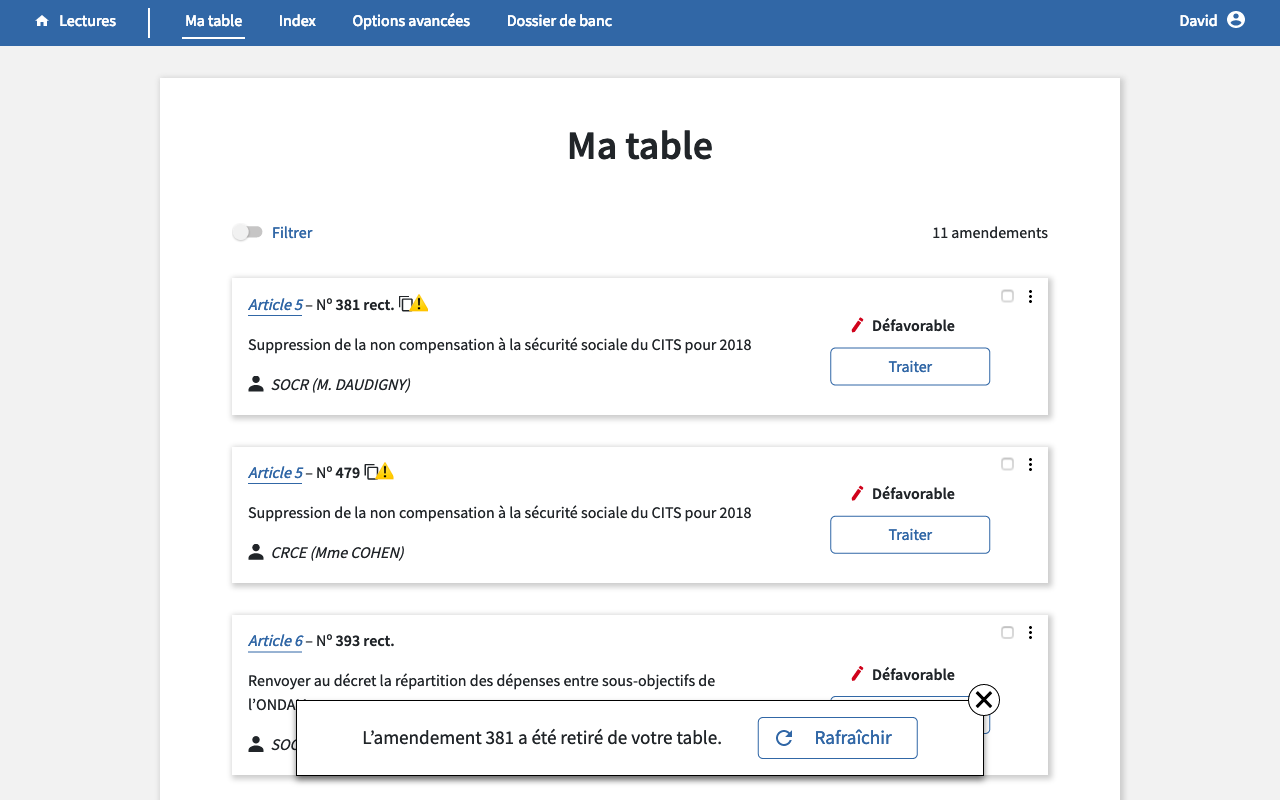 Lectures
Ma table
Index
Options avancées
Dossier de banc
David
Ma table
Filtrer
11 amendements
Article 5 – Nº 381 rect.
Défavorable
Suppression de la non compensation à la sécurité sociale du CITS pour 2018
Traiter
SOCR (M. DAUDIGNY)
Article 5 – Nº 479
Défavorable
Suppression de la non compensation à la sécurité sociale du CITS pour 2018
Traiter
CRCE (Mme COHEN)
Article 6 – Nº 393 rect.
Défavorable
Renvoyer au décret la répartition des dépenses entre sous-objectifs de
L’amendement 381 a été retiré de votre table.
Rafraîchir